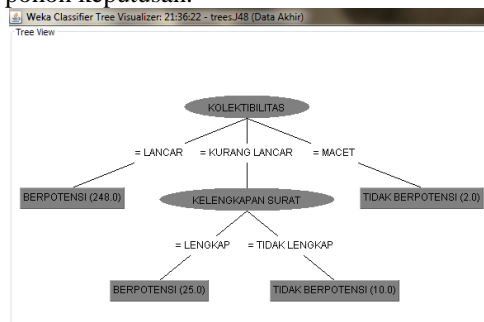 pohon keputusan.
Weka Classifier Tree Visualizer: 21:36:22 - trees.J48 (Data Akhir)
Tree View
KOLEKTIBILITAS
= LANCAR = KURANG LANCAR = MACET
BERPOTENSI (248.0) KELENGKAPAN SURAT TIDAK BERPOTENSI (2.0)
= LENGKAP = TIDAK LENGKAP
BERPOTENSI (25.0) TIDAK BERPOTENSI (10.0)